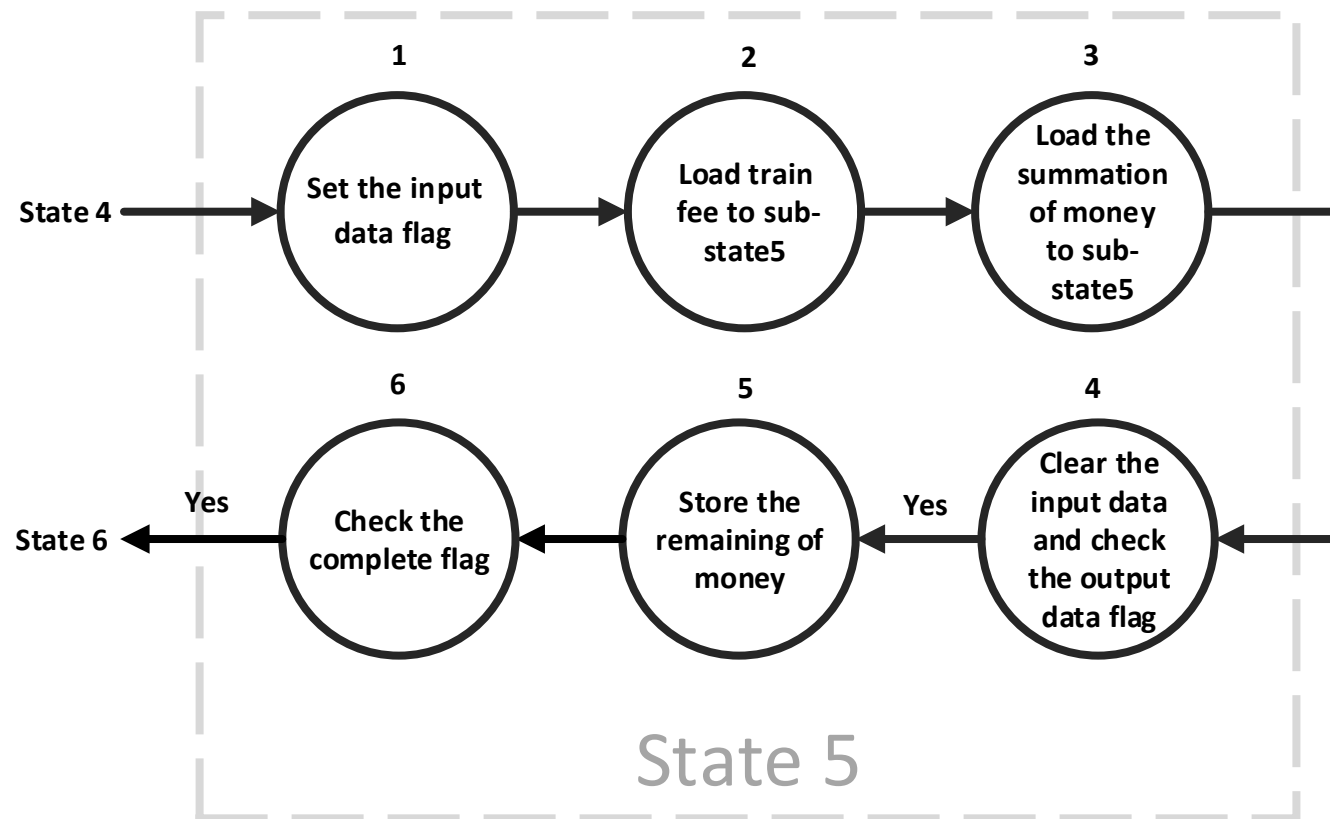 1
2
3
State 4
Set the input
data flag
Load train
fee to sub-
state5
Load the
summation
of money
to sub-
state5
6
5
4
State 6
Yes
Check the
complete flag
Store the
remaining of
money
Yes
Clear the
input data
and check
the output
data flag
State 5